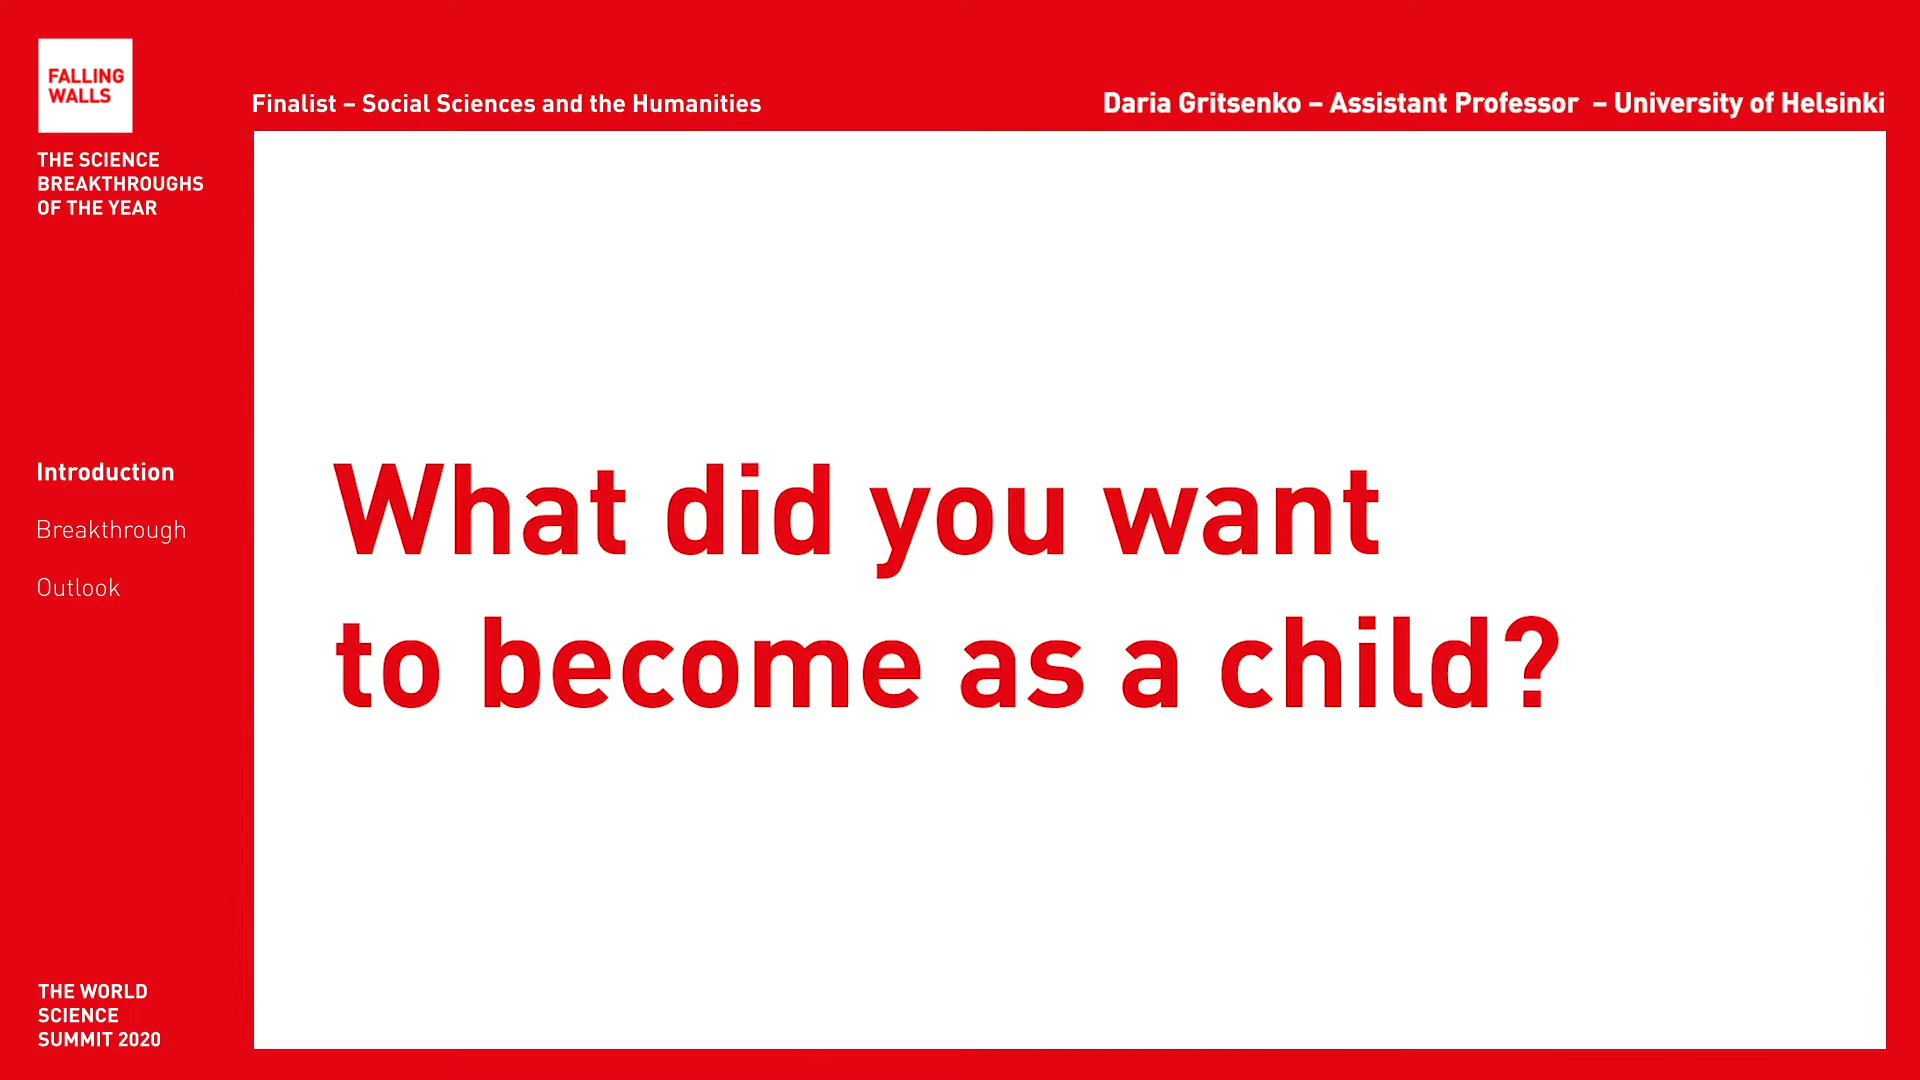 FALLING
WALLS
THE SCIENCE
BREAKTHROUGHS
OF THE YEAR
Finalist – Social Sciences and the Humanities
Daria Gritsenko – Assistant Professor – University of Helsinki
Introduction
Breakthrough
Outlook
What did you want
to become as a child?
THE WORLD
SCIENCE
SUMMIT 2020